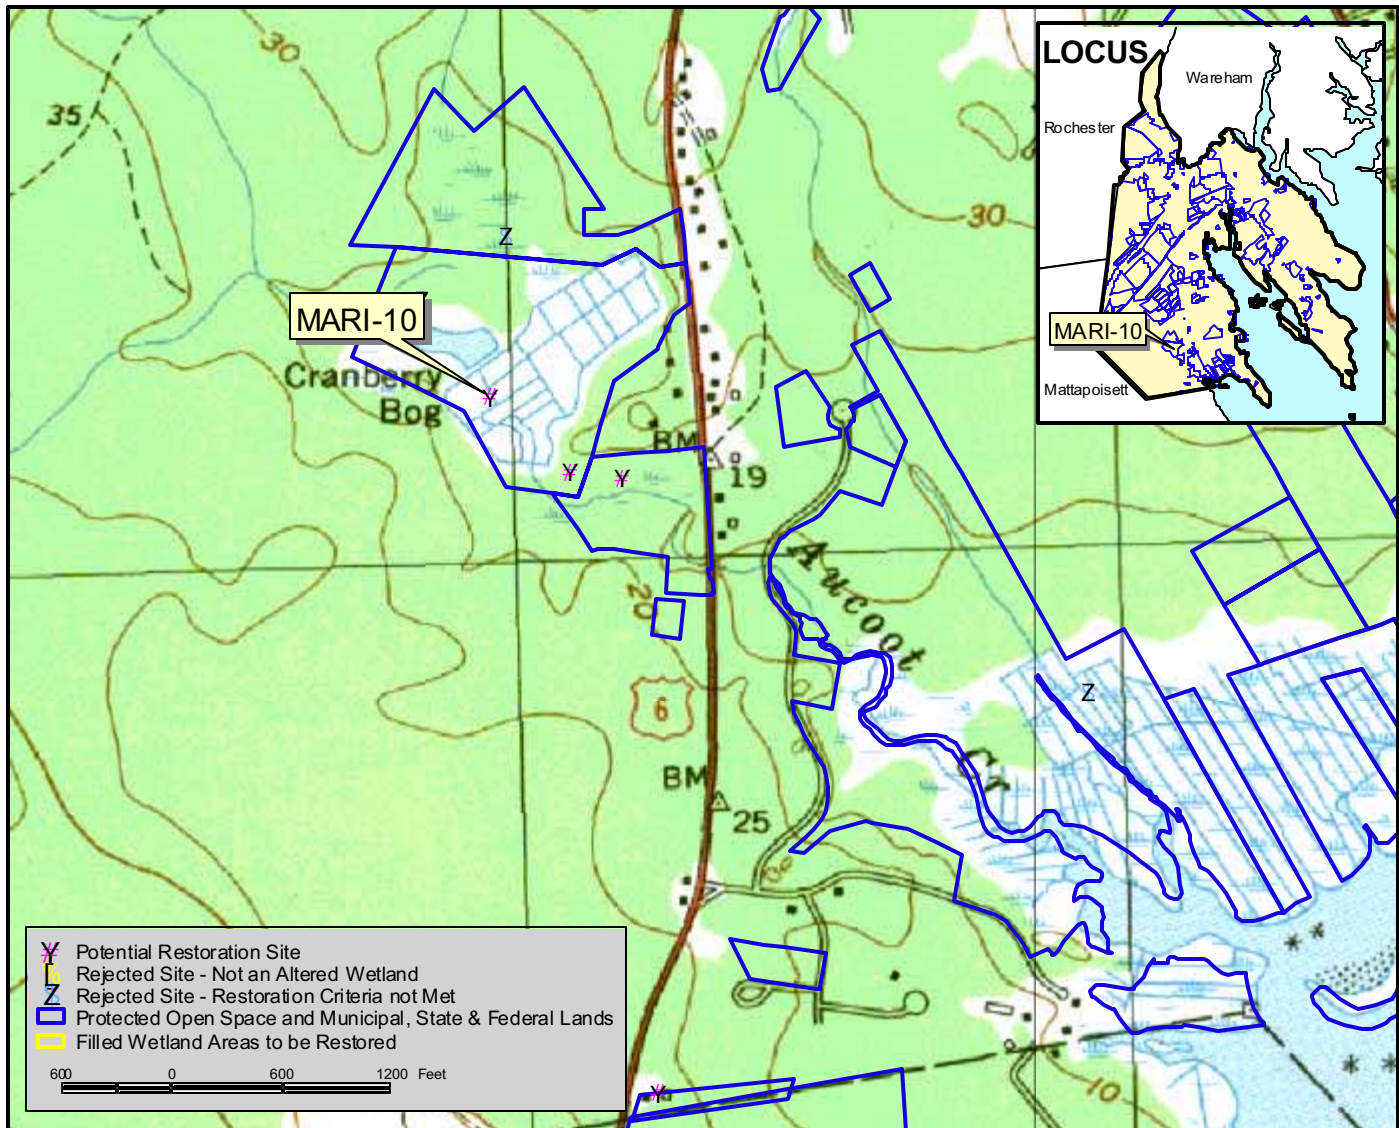 30
35
LOCUS
Wareham
Rochester
MARI-10
Mattapoisett
30
MARI-10
Cranberry
Bog
BM
19
Aucoot
Cr
20
6
BM
25
10
Z
Z
Y
Y
Y
Y
Y Potential Restoration Site
Rejected Site - Not an Altered Wetland
Z Rejected Site - Restoration Criteria not Met
Protected Open Space and Municipal, State & Federal Lands
Filled Wetland Areas to be Restored
600 0 600 1200 Feet